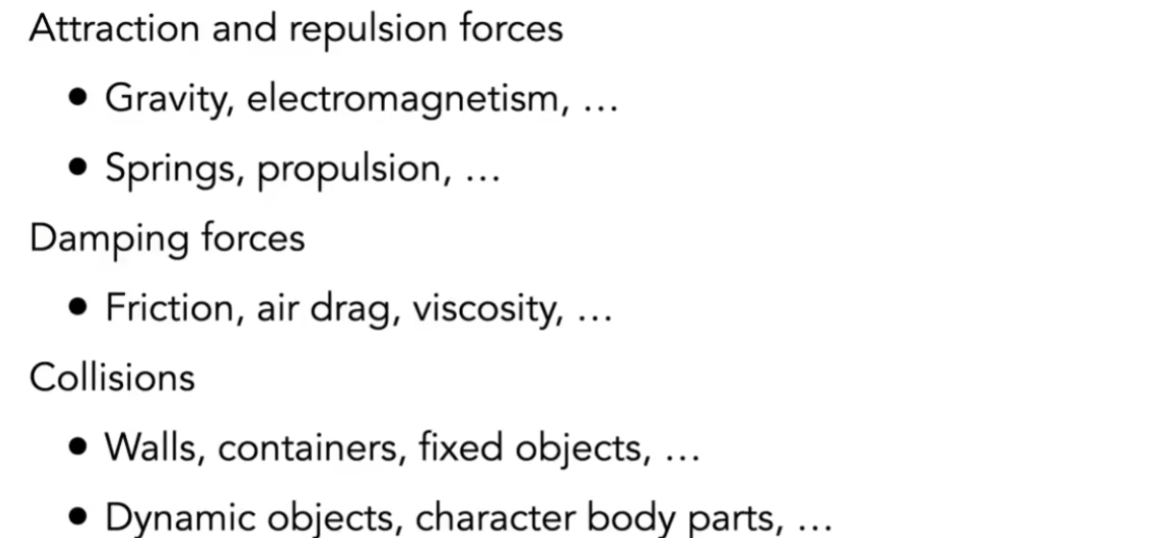 Attraction and repulsion forces
• Gravity, electromagnetism, …
• Springs, propulsion, …
Damping forces
• Friction, air drag, viscosity, …
Collisions
• Walls, containers, fixed objects, …
• Dynamic objects, character body parts, …